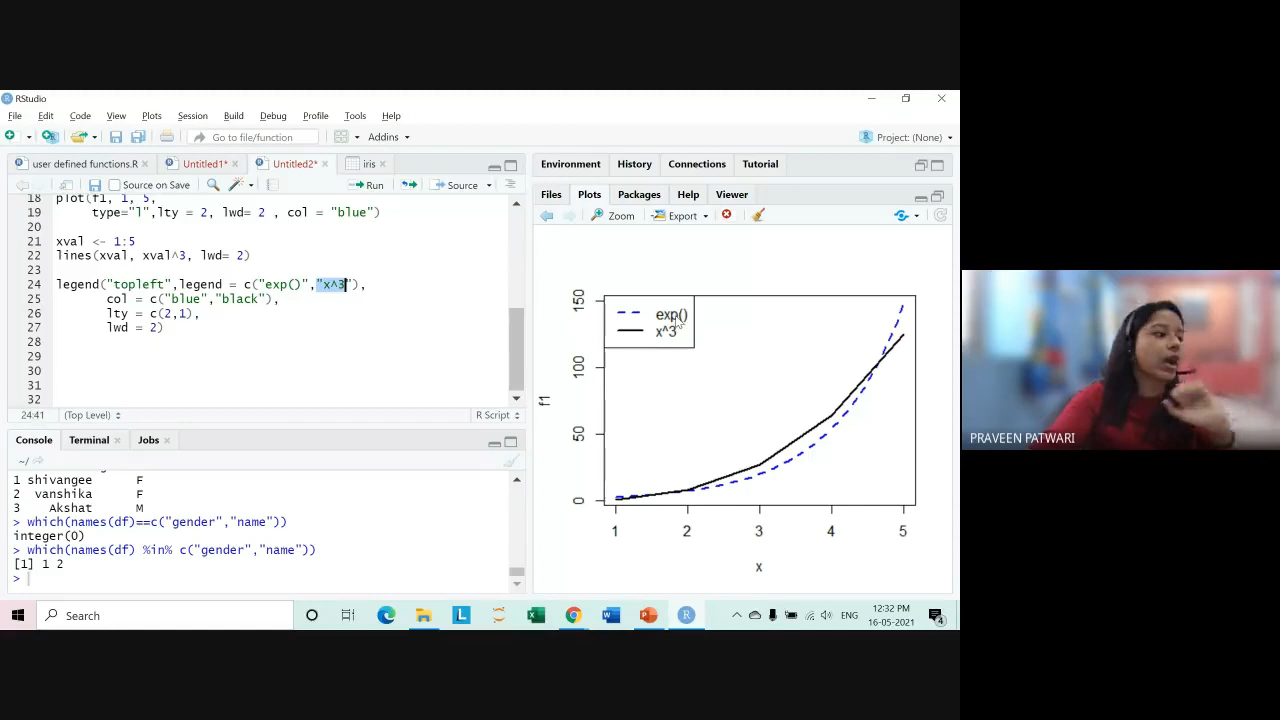 RStudio
File Edit Code View Plots Session Build Debug Profile Tools Help
Go to file/function Addins Project: (None)
user defined functions.R Untitled1* Untitled2* iris
Source on Save Run Source
18 plot(f1, 1, 5,
19 type="l",lty = 2, lwd= 2 , col = "blue")
20
21 xval <- 1:5
22 lines(xval, xval^3, lwd= 2)
23
24 legend("topleft",legend = c("exp()","x^3"),
25 col = c("blue","black"),
26 lty = c(2,1),
27 lwd = 2)
28
29
30
31
32
24:41 (Top Level) R Script
Console Terminal Jobs
~/
1 shivangee F
2 vanshika F
3 Akshat M
> which(names(df)==c("gender","name"))
integer(0)
> which(names(df) %in% c("gender","name"))
[1] 1 2
>
Environment History Connections Tutorial
Files Plots Packages Help Viewer
Zoom Export
exp()
x^3
150
100
50
0
f1
1 2 3 4 5
x
PRAVEEN PATWARI
Search
ENG
12:32 PM
16-05-2021
4